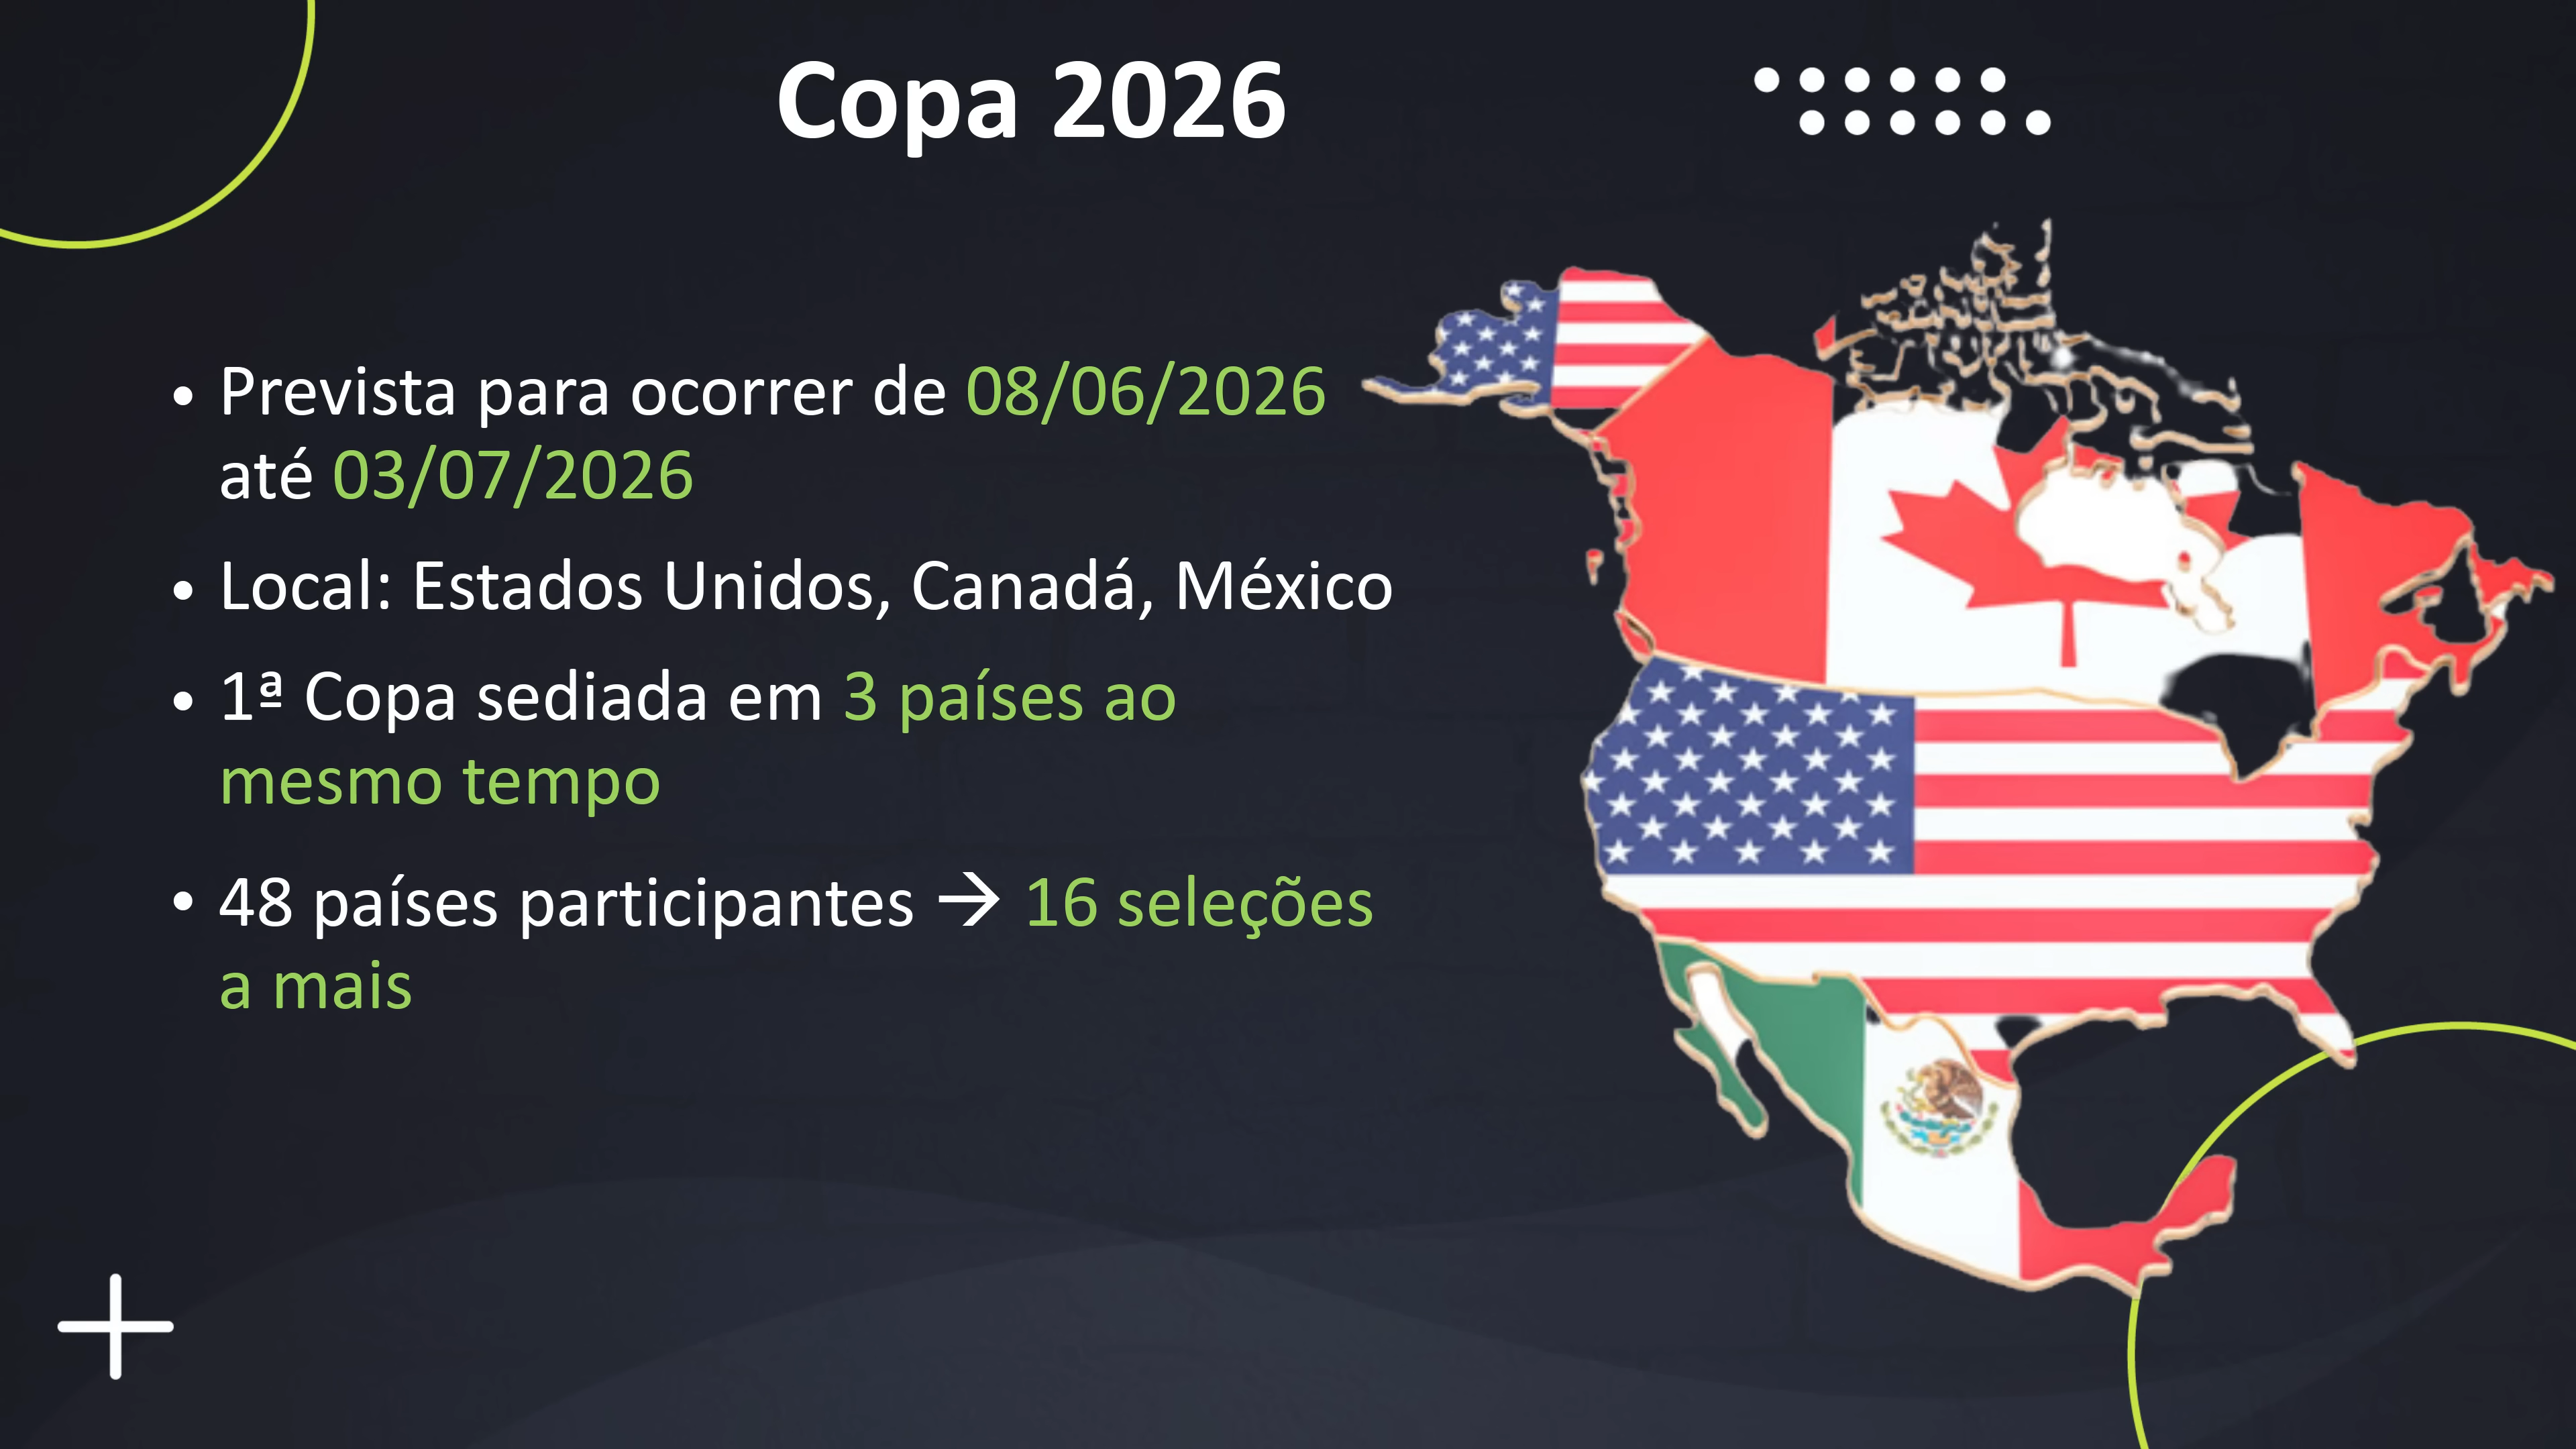 Copa 2026
• Prevista para ocorrer de 08/06/2026
até 03/07/2026
• Local: Estados Unidos, Canadá, México
• 1ª Copa sediada em 3 países ao
mesmo tempo
• 48 países participantes → 16 seleções
a mais